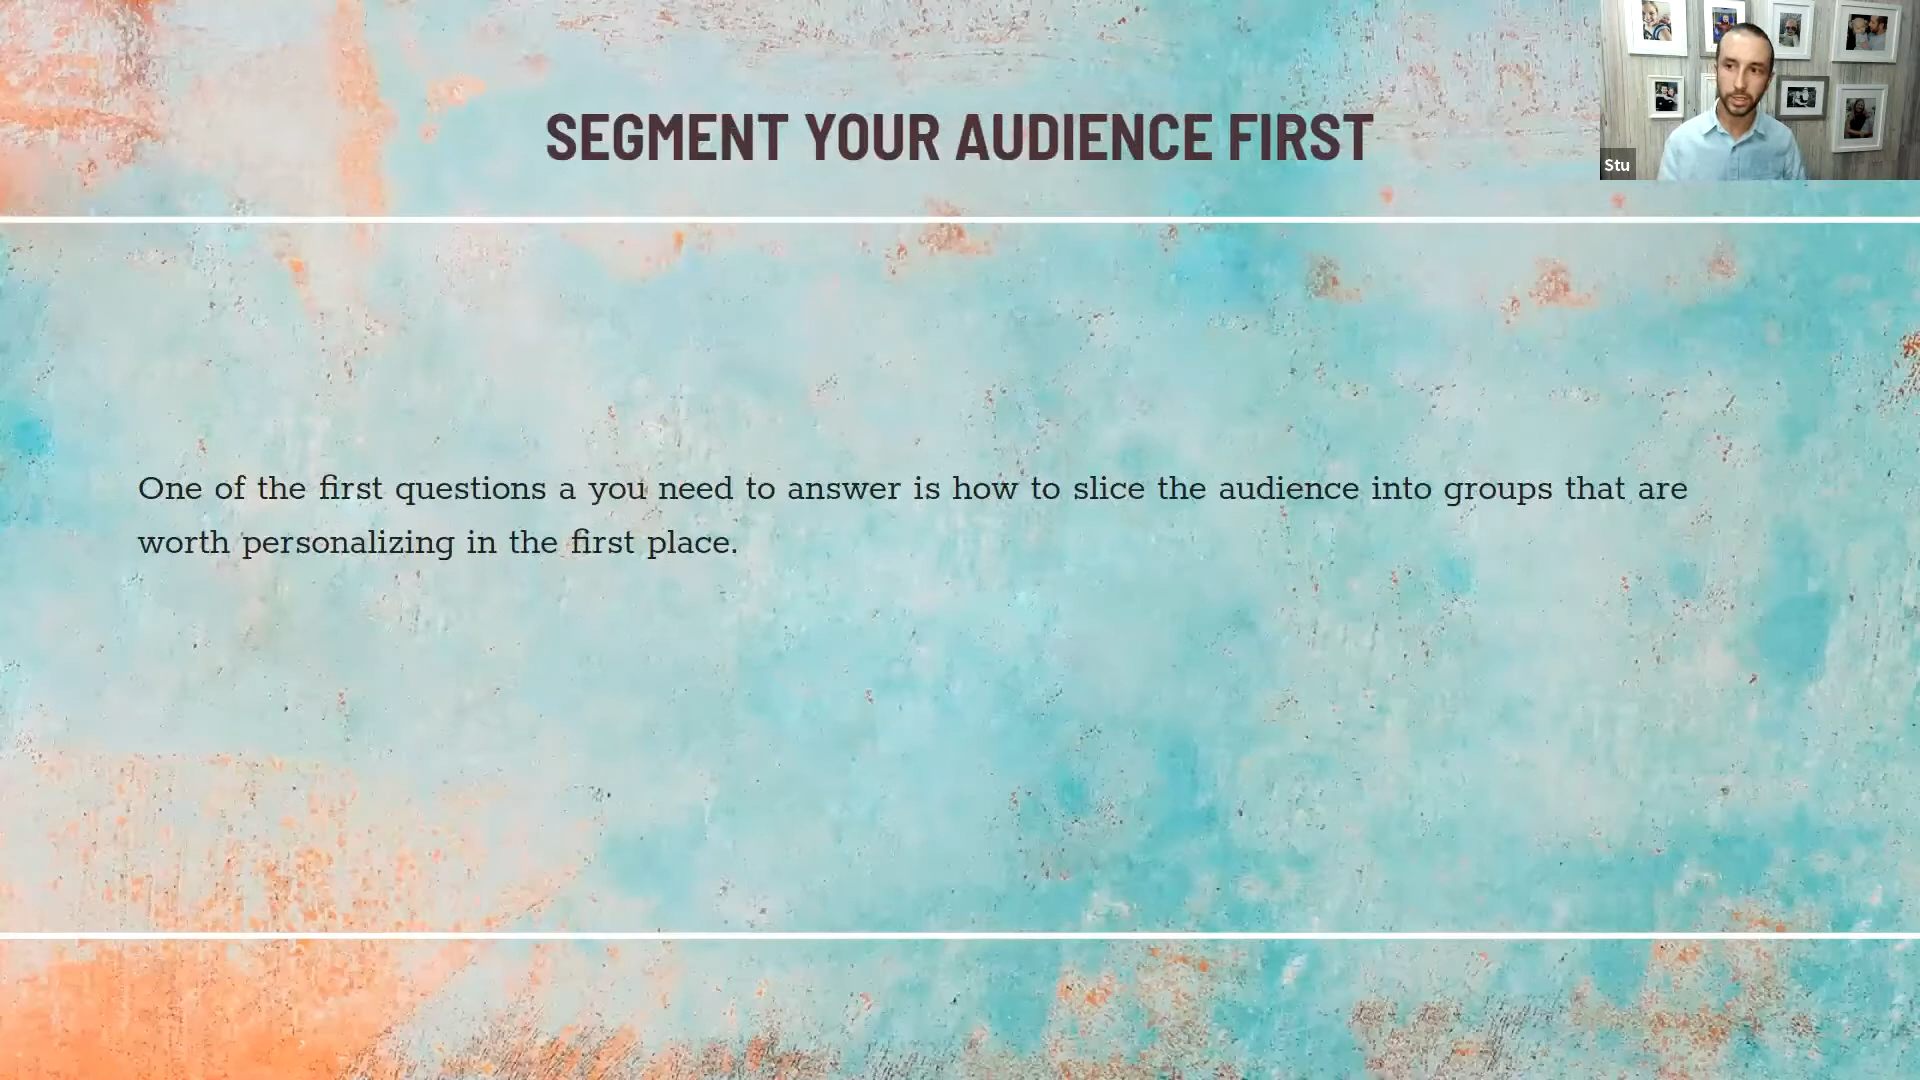 SEGMENT YOUR AUDIENCE FIRST
Stu
One of the first questions a you need to answer is how to slice the audience into groups that are
worth personalizing in the first place.